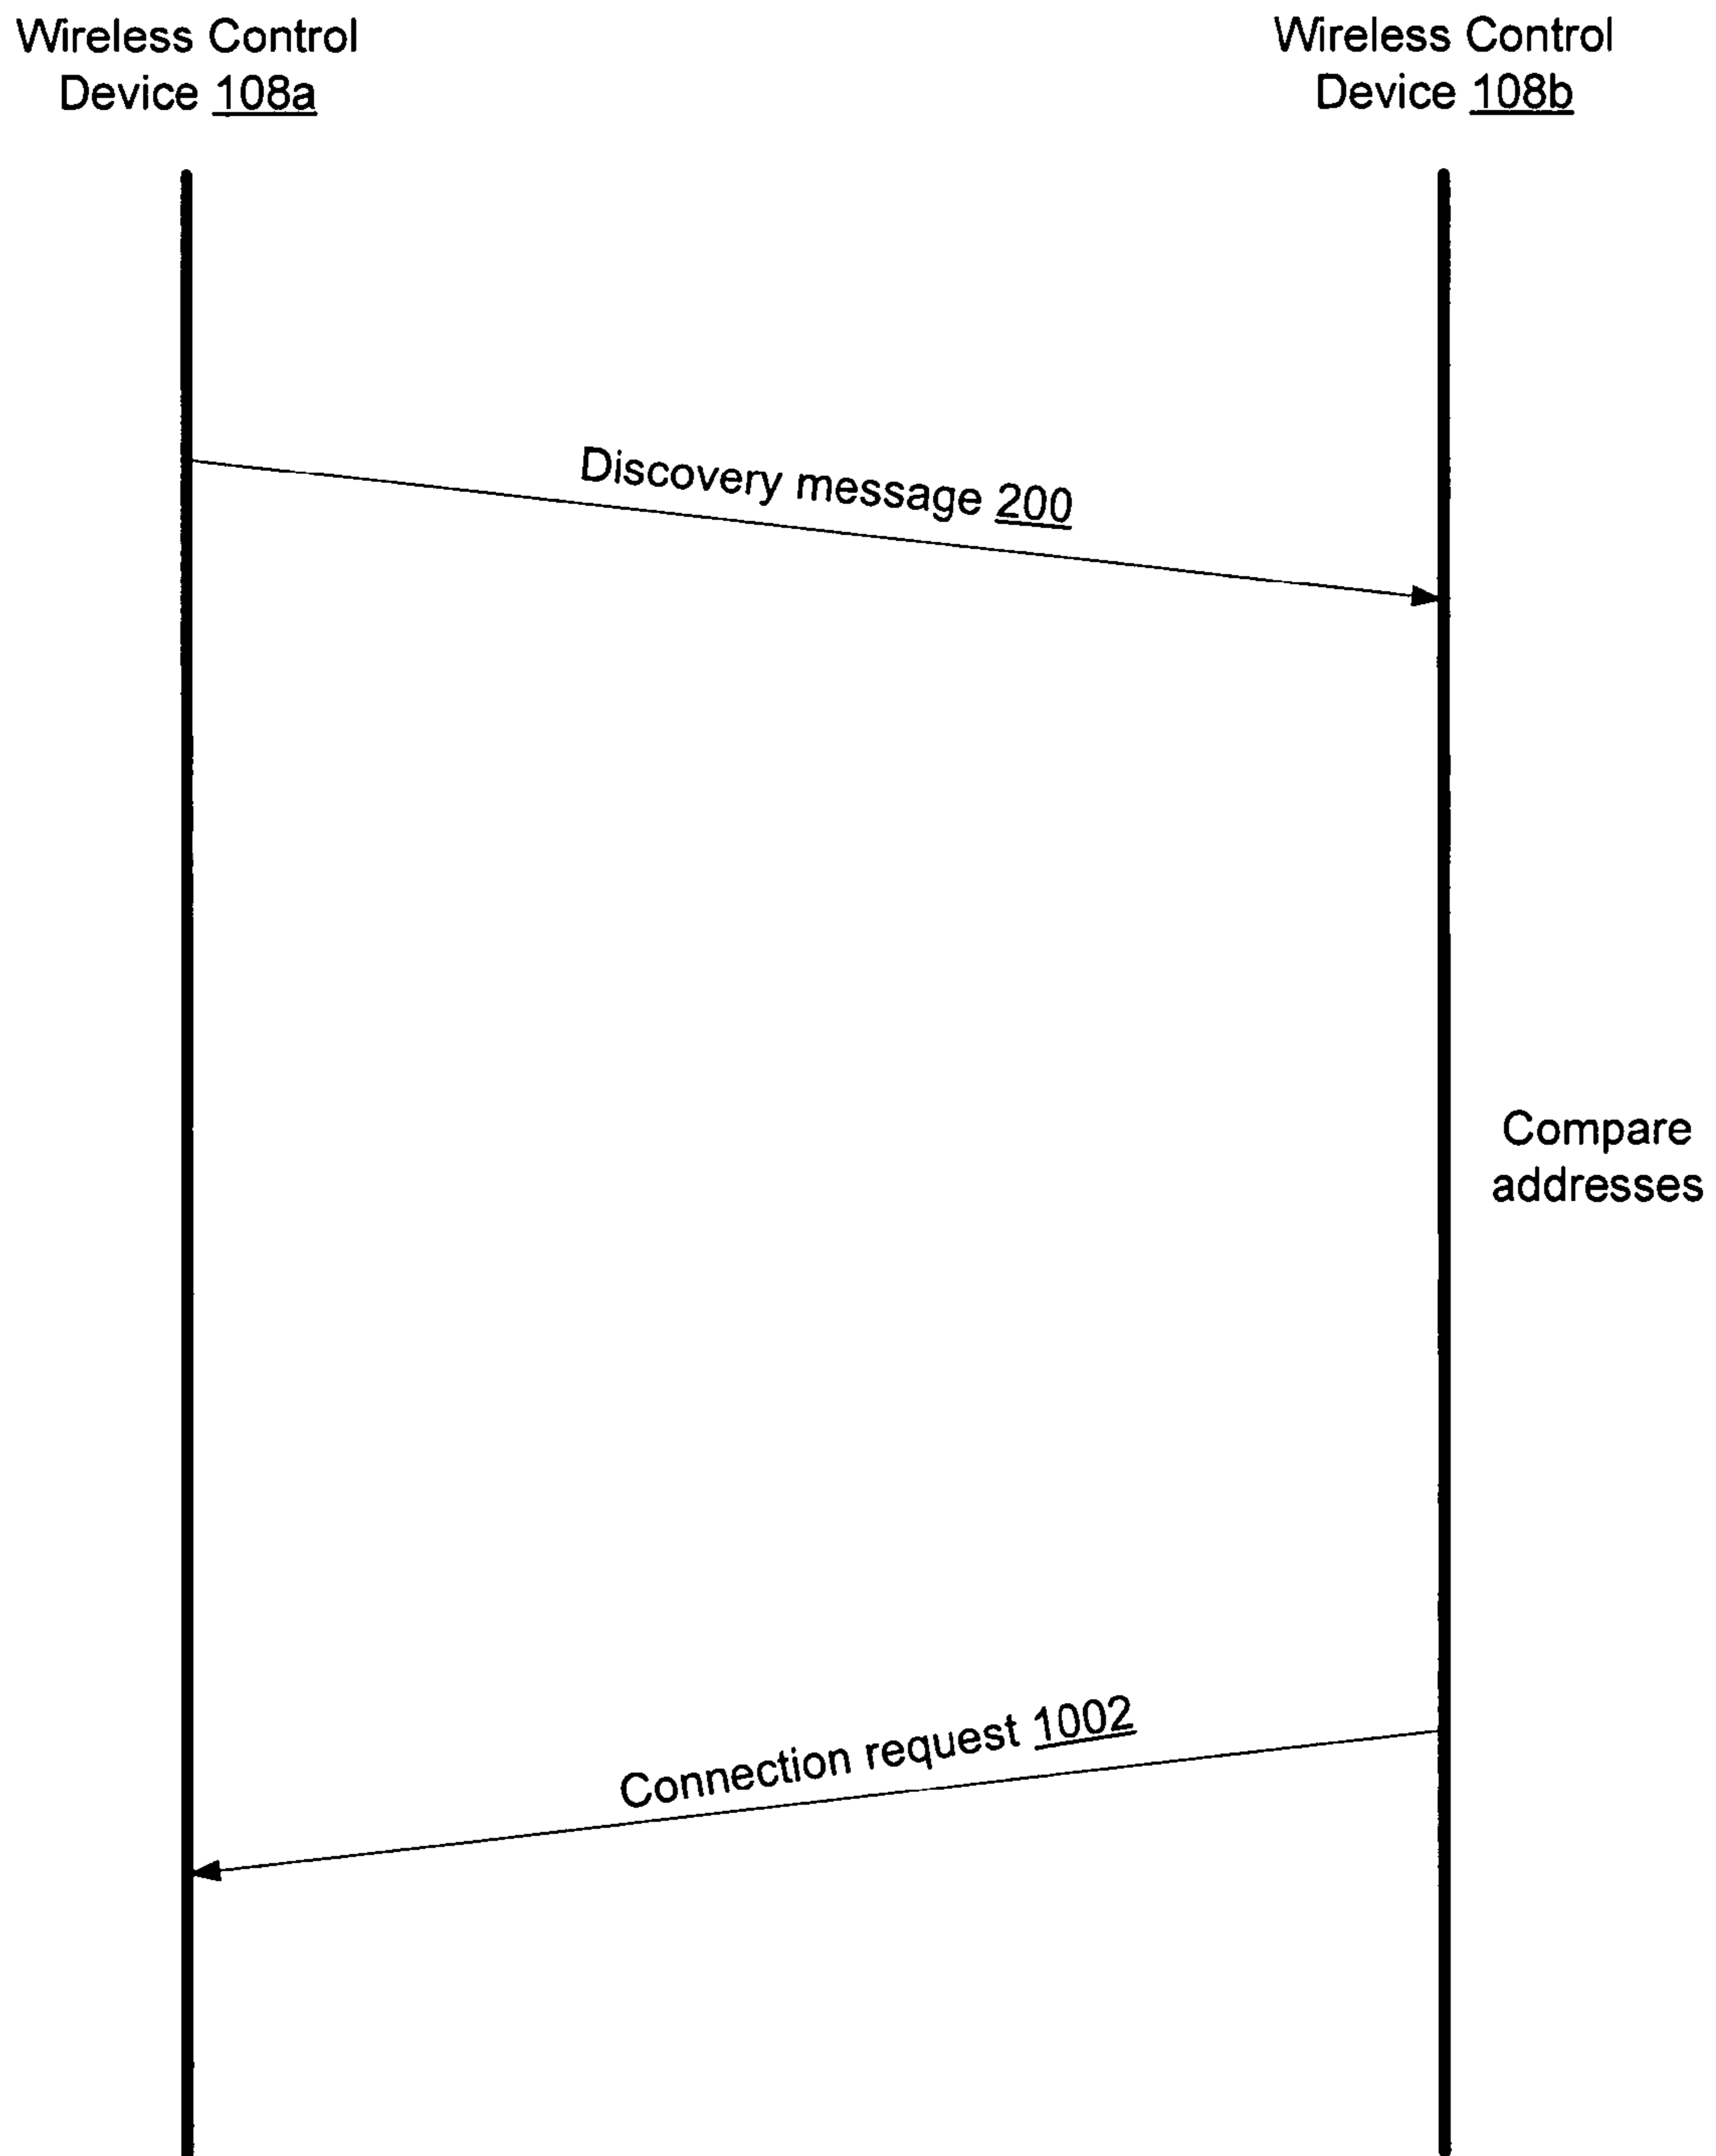 Wireless Control
Device 108a
Wireless Control
Device 108b
Discovery message 200
Compare
addresses
Connection request 1002